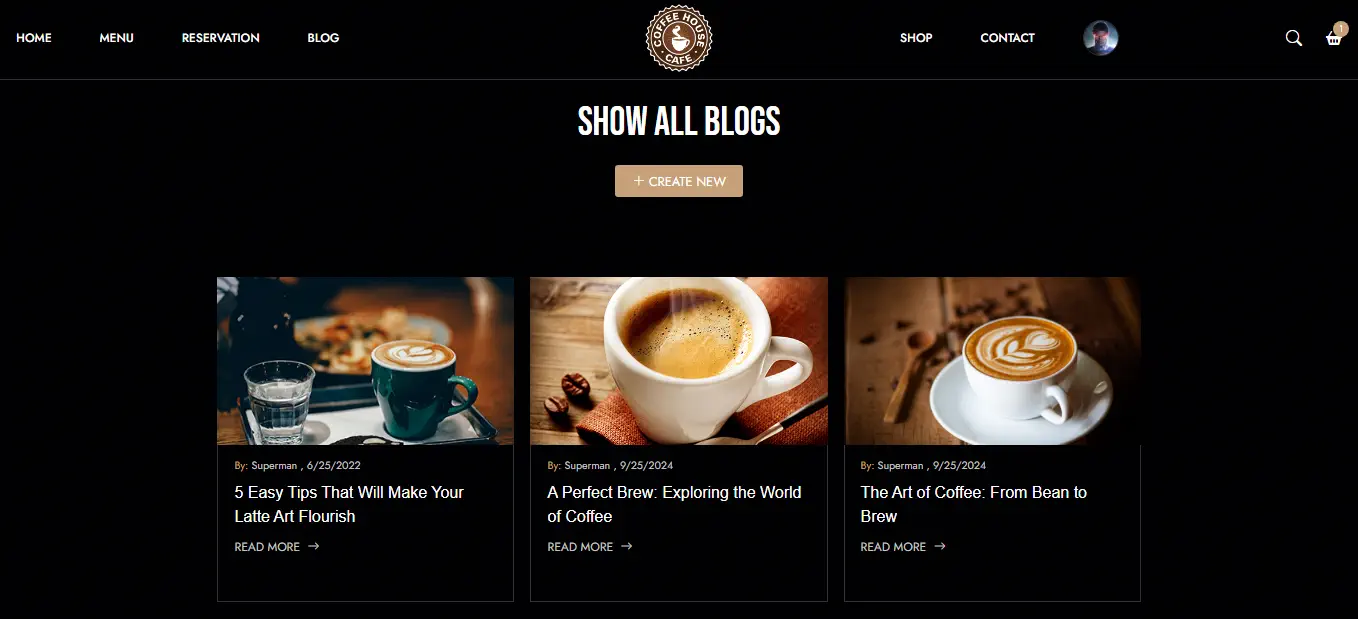 HOME MENU RESERVATION BLOG COFFEE HOUSE CAFE SHOP CONTACT 1
SHOW ALL BLOGS
+ CREATE NEW
By: Superman , 6/25/2022
5 Easy Tips That Will Make Your
Latte Art Flourish
READ MORE →
By: Superman , 9/25/2024
A Perfect Brew: Exploring the World
of Coffee
READ MORE →
By: Superman , 9/25/2024
The Art of Coffee: From Bean to
Brew
READ MORE →